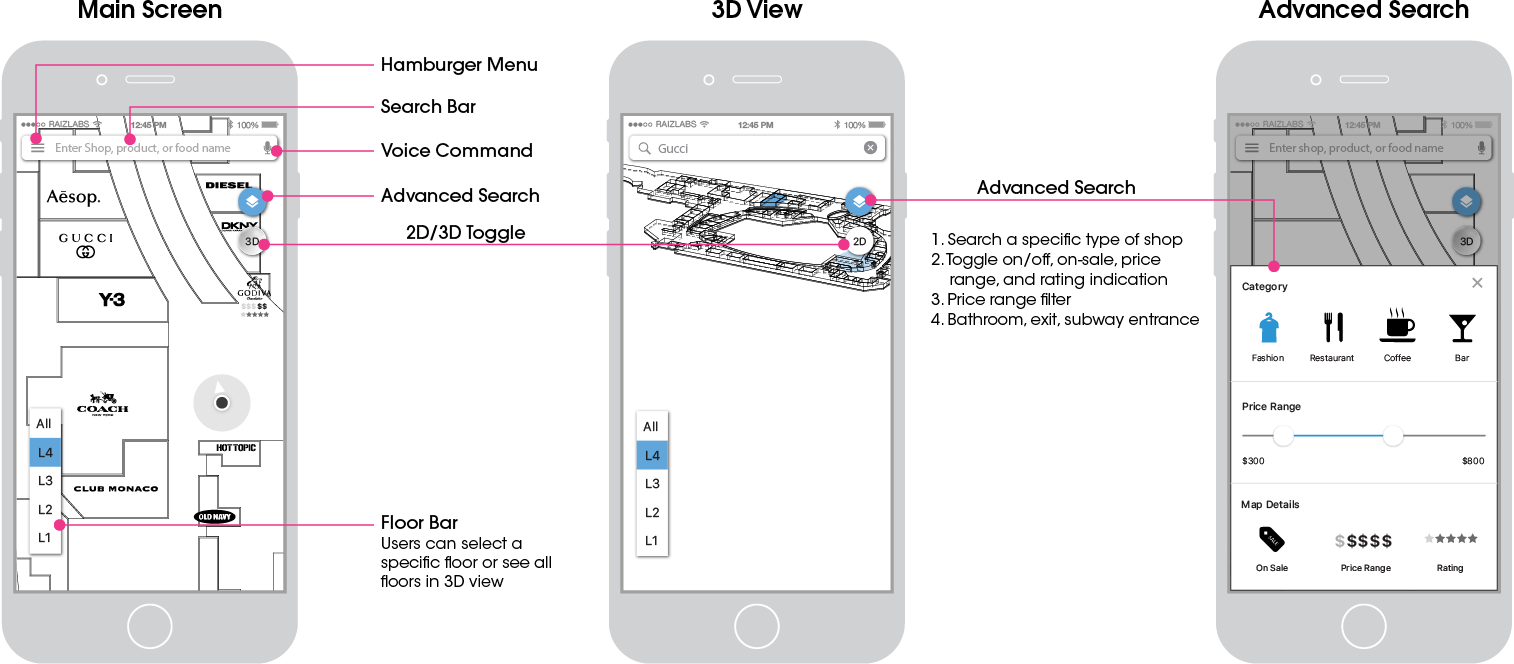 Main Screen
3D View
Advanced Search
Hamburger Menu
Search Bar
Voice Command
Advanced Search
2D/3D Toggle
Floor Bar
Users can select a
specific floor or see all
floors in 3D view
RAIZLABS 12:45 PM 100%
Enter Shop, product, or food name
Aēsop.
DIESEL
DKNY
GUCCI
3D
Y-3
GODIVA
Chocolatier
$$$$$
COACH
NEW YORK
All
L4
L3
L2
L1
HOT TOPIC
CLUB MONACO
OLD NAVY
RAIZLABS 12:45 PM 100%
Gucci
2D
All
L4
L3
L2
L1
Advanced Search
1. Search a specific type of shop
2. Toggle on/off, on-sale, price
range, and rating indication
3. Price range filter
4. Bathroom, exit, subway entrance
RAIZLABS 12:45 PM 100%
Enter shop, product, or food name
3D
Category
Fashion Restaurant Coffee Bar
Price Range
$300 $800
Map Details
SALE
$$$$$
On Sale Price Range Rating